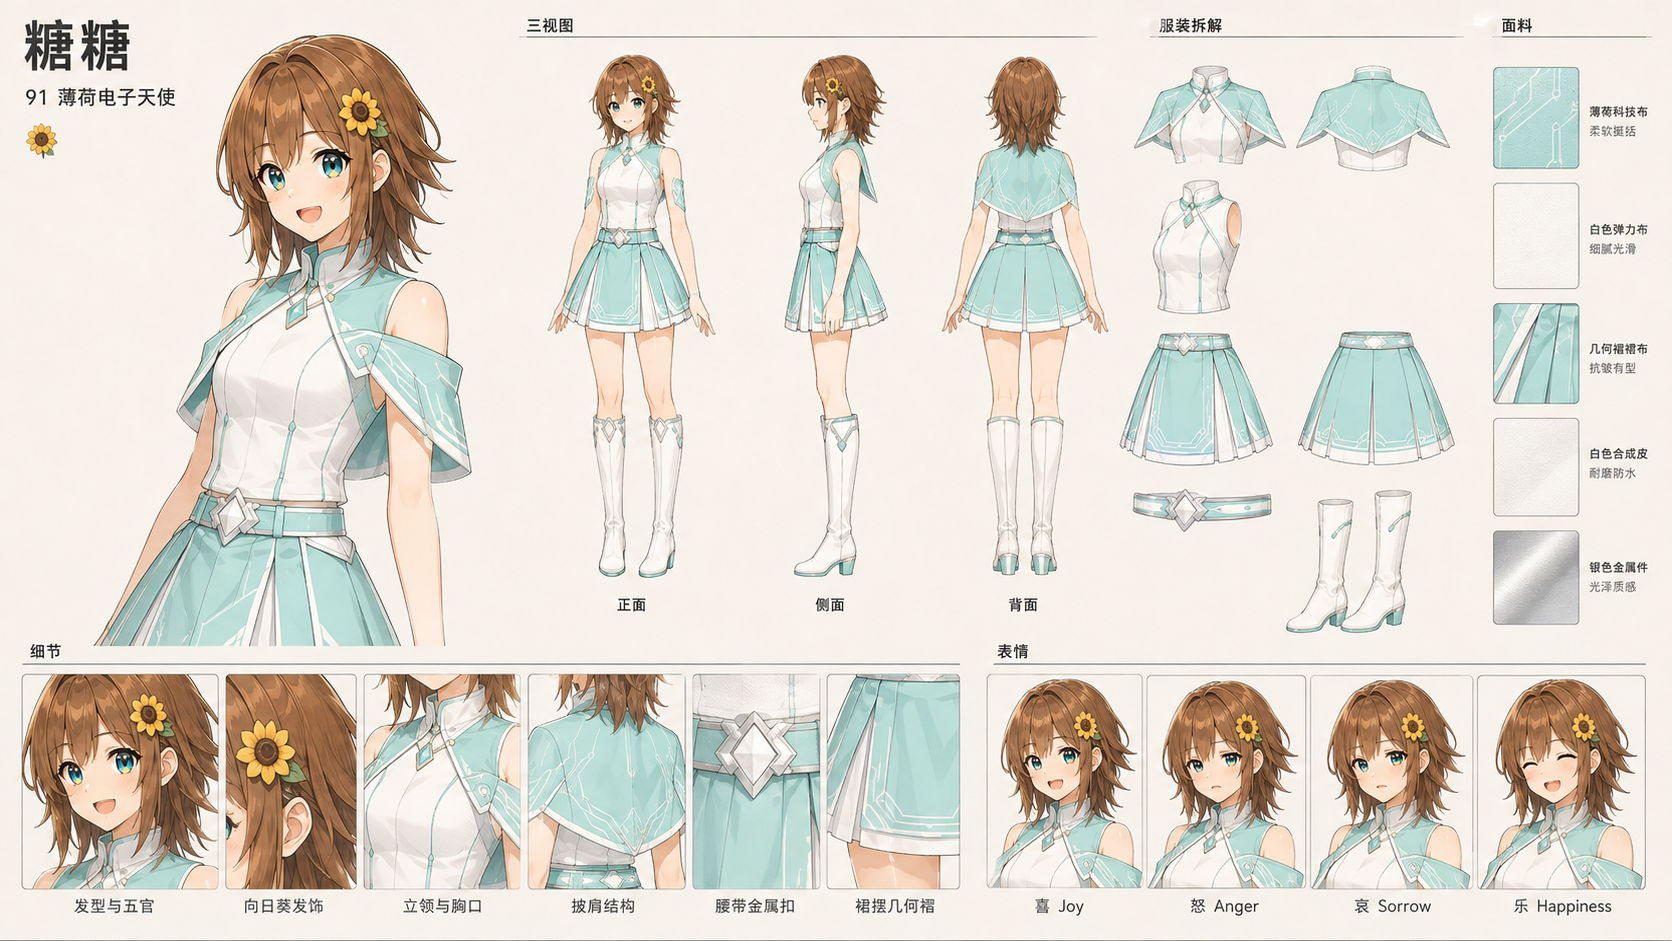 糖糖
91 薄荷电子天使
三视图
正面
侧面
背面
服装拆解
面料
薄荷科技布
柔软挺括
白色弹力布
细腻光滑
几何褶裙布
抗皱有型
白色合成皮
耐磨防水
银色金属件
光泽质感
细节
发型与五官
向日葵发饰
立领与胸口
披肩结构
腰带金属扣
裙摆几何褶
表情
喜 Joy
怒 Anger
哀 Sorrow
乐 Happiness